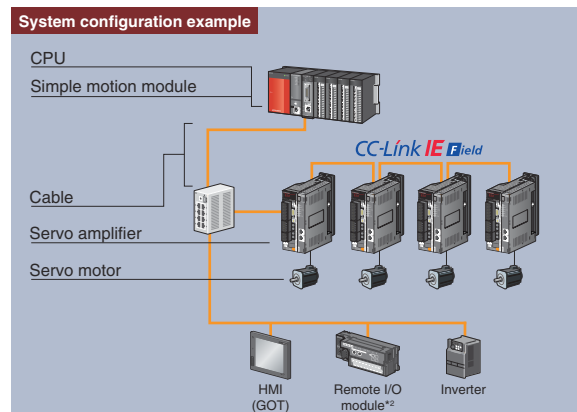 System configuration example
CPU
Simple motion module
CC-Link IE Field
Cable
Servo amplifier
Servo motor
HMI
(GOT)
Remote I/O
module*2
Inverter